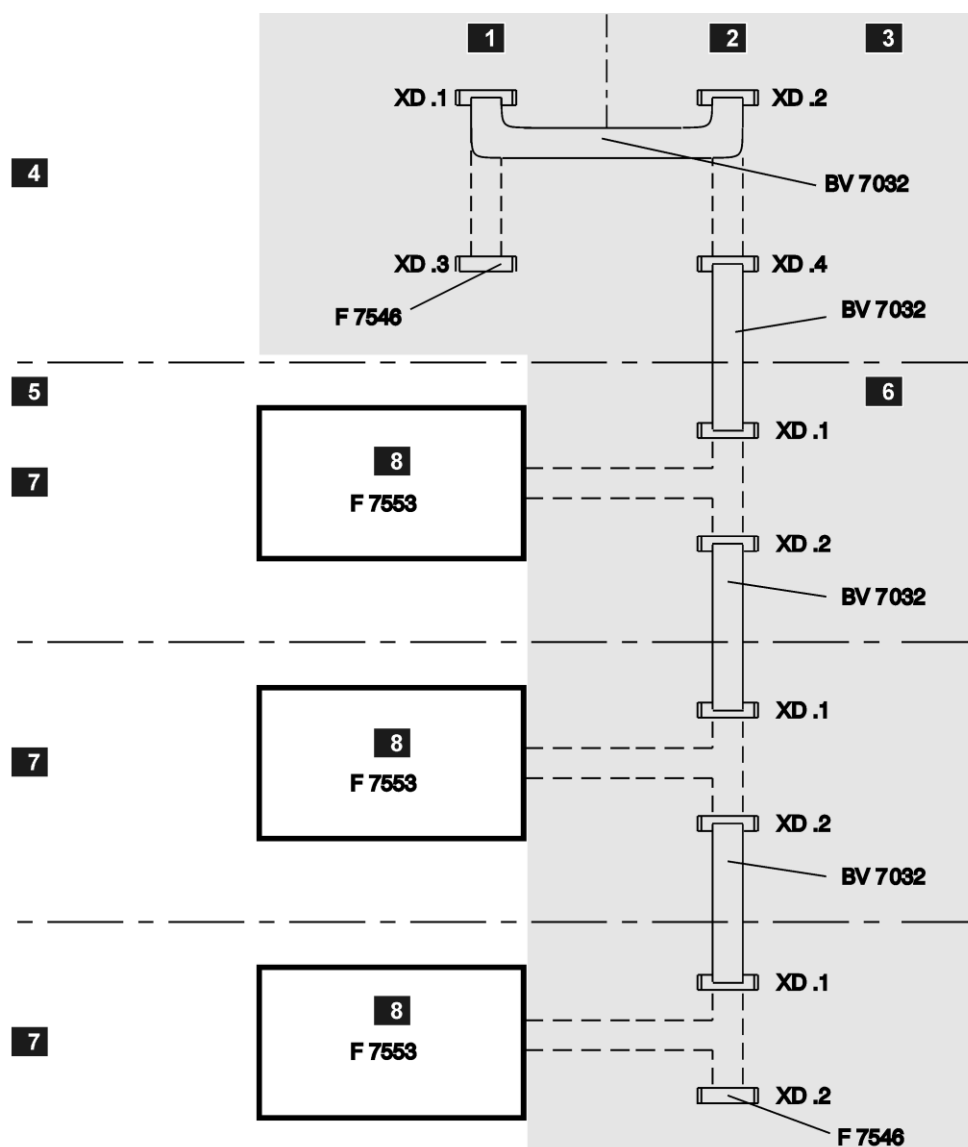 1 2 3
XD .1 XD .2
4
BV 7032
XD .3 XD .4
F 7546
BV 7032
5 6
XD .1
8
7
F 7553
XD .2
BV 7032
XD .1
8
7
F 7553
XD .2
BV 7032
XD .1
8
7
F 7553
XD .2
F 7546